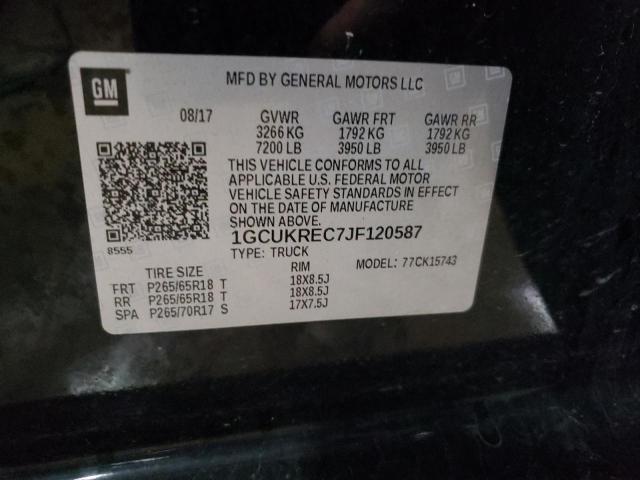 GM
MFD BY GENERAL MOTORS LLC
08/17 GVWR GAWR FRT GAWR RR
3266 KG 1792 KG 1792 KG
7200 LB 3950 LB 3950 LB
THIS VEHICLE CONFORMS TO ALL
APPLICABLE U.S. FEDERAL MOTOR
VEHICLE SAFETY STANDARDS IN EFFECT
ON THE DATE OF MANUFACTURE
SHOWN ABOVE.
8555 1GCUKREC7JF120587
TYPE: TRUCK MODEL: 77CK15743
TIRE SIZE RIM
FRT P265/65R18 T 18X8.5J
RR P265/65R18 T 18X8.5J
SPA P265/70R17 S 17X7.5J